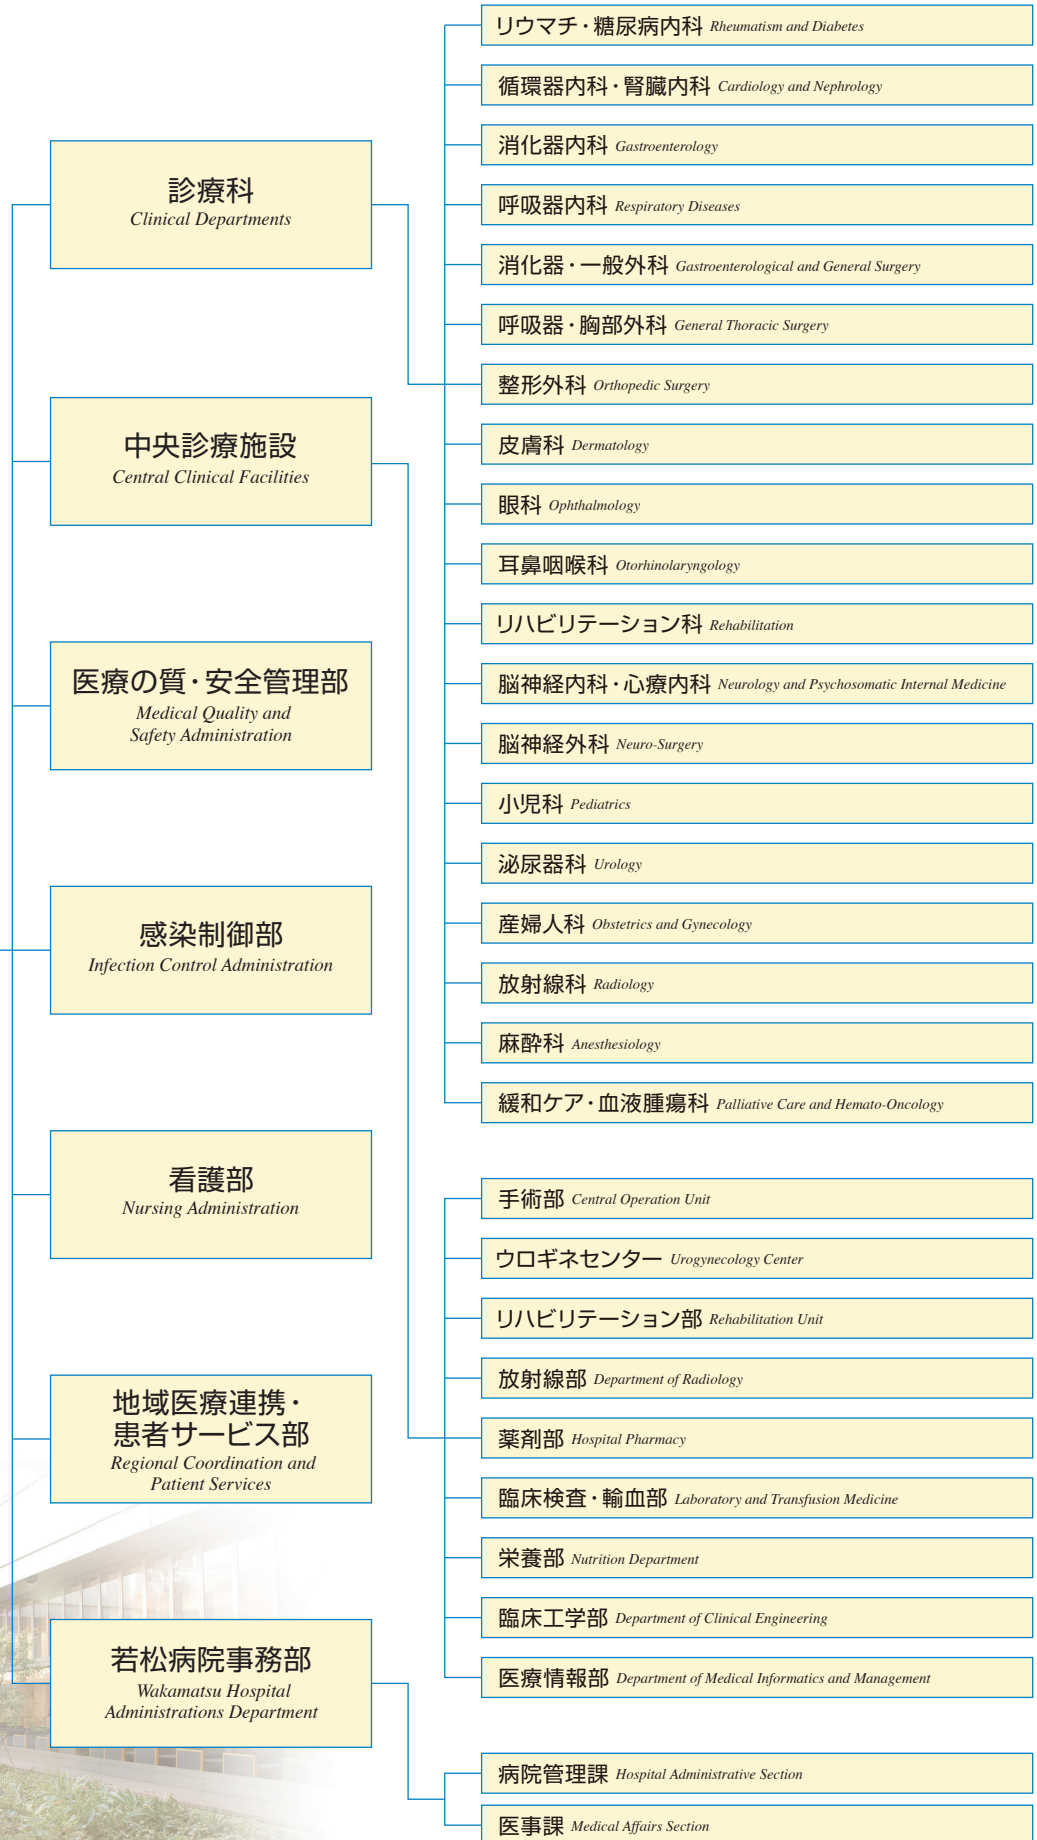 診療科
Clinical Departments
中央診療施設
Central Clinical Facilities
医療の質・安全管理部
Medical Quality and
Safety Administration
感染制御部
Infection Control Administration
看護部
Nursing Administration
地域医療連携・
患者サービス部
Regional Coordination and
Patient Services
若松病院事務部
Wakamatsu Hospital
Administrations Department
リウマチ・糖尿病内科 Rheumatism and Diabetes
循環器内科・腎臓内科 Cardiology and Nephrology
消化器内科 Gastroenterology
呼吸器内科 Respiratory Diseases
消化器・一般外科 Gastroenterological and General Surgery
呼吸器・胸部外科 General Thoracic Surgery
整形外科 Orthopedic Surgery
皮膚科 Dermatology
眼科 Ophthalmology
耳鼻咽喉科 Otorhinolaryngology
リハビリテーション科 Rehabilitation
脳神経内科・心療内科 Neurology and Psychosomatic Internal Medicine
脳神経外科 Neuro-Surgery
小児科 Pediatrics
泌尿器科 Urology
産婦人科 Obstetrics and Gynecology
放射線科 Radiology
麻酔科 Anesthesiology
緩和ケア・血液腫瘍科 Palliative Care and Hemato-Oncology
手術部 Central Operation Unit
ウロギネセンター Urogynecology Center
リハビリテーション部 Rehabilitation Unit
放射線部 Department of Radiology
薬剤部 Hospital Pharmacy
臨床検査・輸血部 Laboratory and Transfusion Medicine
栄養部 Nutrition Department
臨床工学部 Department of Clinical Engineering
医療情報部 Department of Medical Informatics and Management
病院管理課 Hospital Administrative Section
医事課 Medical Affairs Section